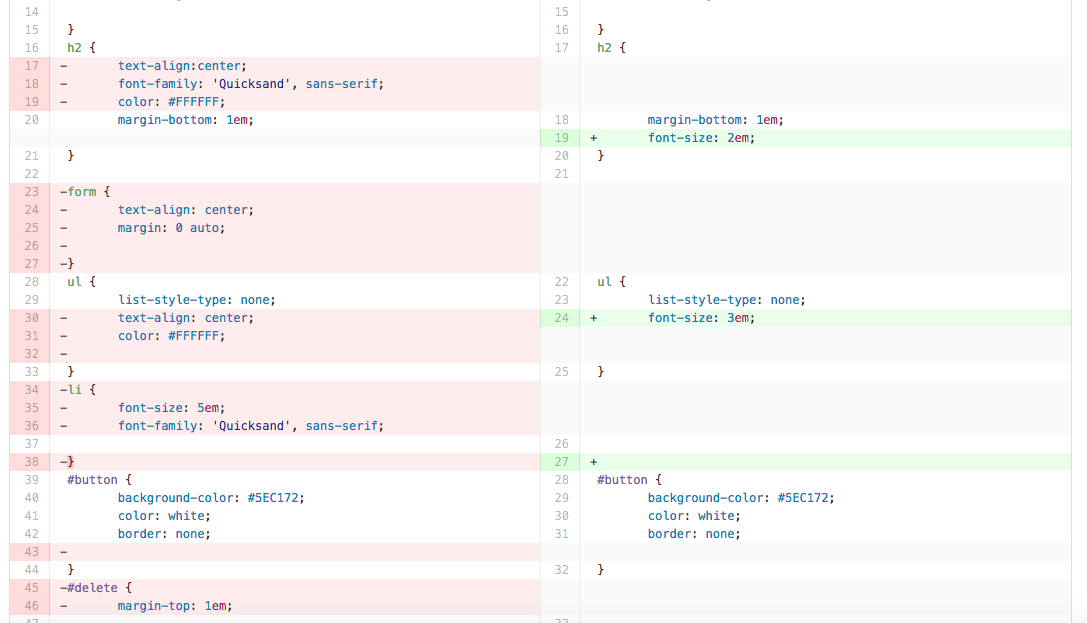 14 15
15 } 16 }
16 h2 { 17 h2 {
17 - text-align:center;
18 - font-family: 'Quicksand', sans-serif;
19 - color: #FFFFFF;
20 margin-bottom: 1em; 18 margin-bottom: 1em;
19 + font-size: 2em;
21 } 20 }
22 21
23 -form {
24 - text-align: center;
25 - margin: 0 auto;
26 -
27 -}
28 ul { 22 ul {
29 list-style-type: none; 23 list-style-type: none;
30 - text-align: center; 24 + font-size: 3em;
31 - color: #FFFFFF;
32 -
33 } 25 }
34 -li {
35 - font-size: 5em;
36 - font-family: 'Quicksand', sans-serif;
37 26
38 -} 27 +
39 #button { 28 #button {
40 background-color: #5EC172; 29 background-color: #5EC172;
41 color: white; 30 color: white;
42 border: none; 31 border: none;
43 -
44 } 32 }
45 -#delete {
46 - margin-top: 1em;